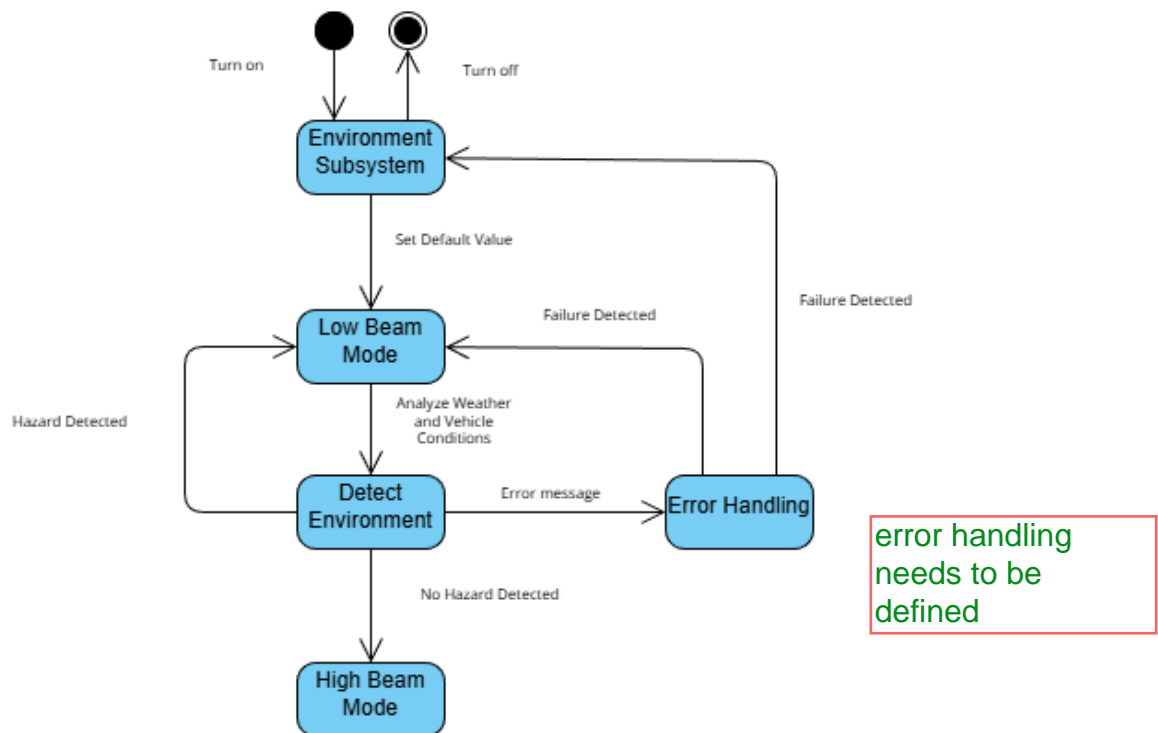 Turn on
Turn off
Environment
Subsystem
Set Default Value
Failure Detected
Failure Detected
Low Beam
Mode
Hazard Detected
Analyze Weather
and Vehicle
Conditions
Detect
Environment
Error message
Error Handling
error handling
needs to be
defined
No Hazard Detected
High Beam
Mode